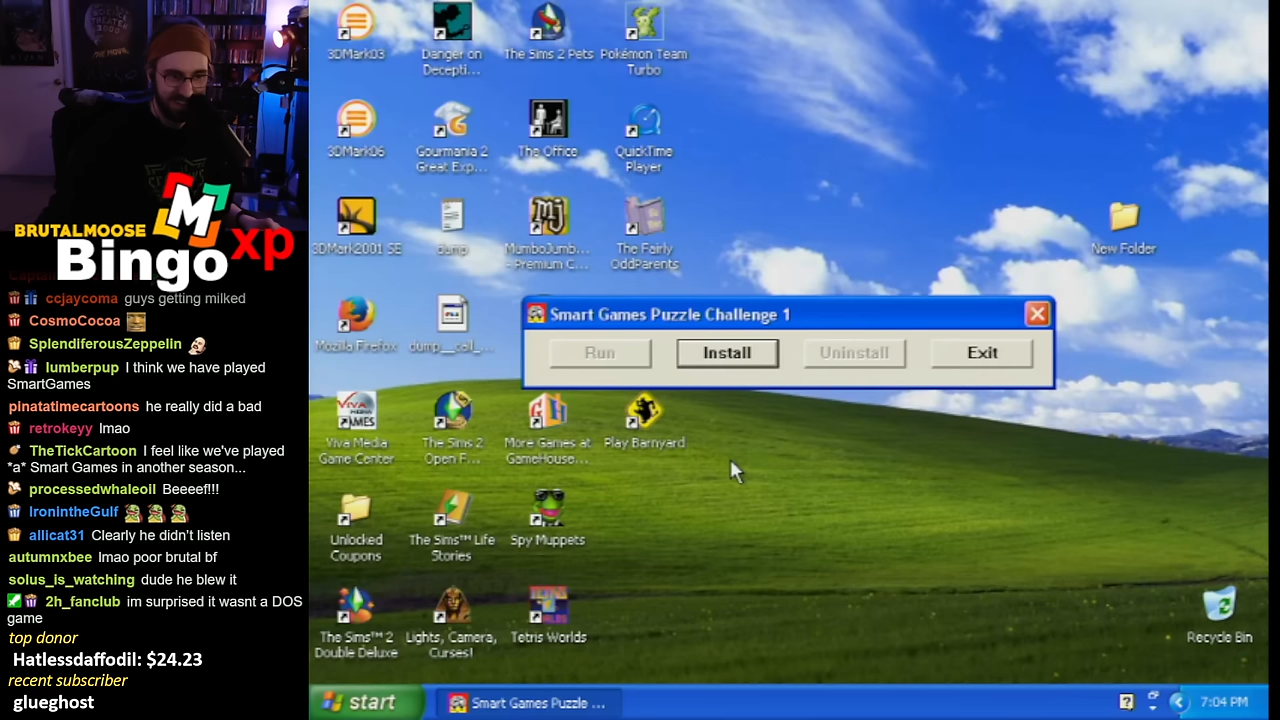 BRUTALMOOSE
M
Bingo xp
ccjaycoma guys getting milked
CosmoCocoa
SplendiferousZeppelin
lumberpup I think we have played
SmartGames
pinatatimecartoons he really did a bad
retrokeyy lmao
TheTickCartoon I feel like we've played
*a* Smart Games in another season...
processedwhaleoil Beeeef!!!
IronintheGulf
allicat31 Clearly he didn't listen
autumnxbee lmao poor brutal bf
solus_is_watching dude he blew it
2h_fanclub im surprised it wasnt a DOS
game
top donor
Hatlessdaffodil: $24.23
recent subscriber
glueghost
3DMark03
Danger on
Decepti...
The Sims 2 Pets
Pokémon Team
Turbo
3DMark06
Gourmania 2
Great Exp...
The Office
QuickTime
Player
3DMark2001 SE
dump
MumboJumb...
- Premium C...
The Fairly
OddParents
New Folder
Mozilla Firefox
dump__coll_...
Smart Games Puzzle Challenge 1
Run
Install
Uninstall
Exit
Viva Media
Game Center
The Sims 2
Open F...
More Games at
GameHouse...
Play Barnyard
Unlocked
Coupons
The Sims™ Life
Stories
Spy Muppets
The Sims™ 2
Double Deluxe
Lights, Camera,
Curses!
Tetris Worlds
Recycle Bin
start
Smart Games Puzzle ...
7:04 PM